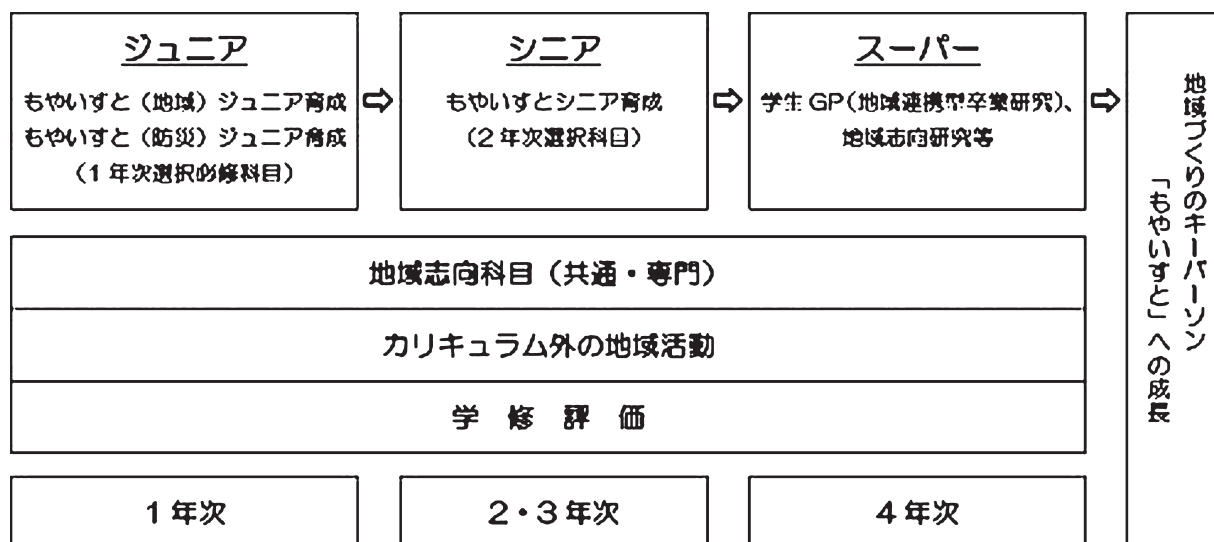 ジュニア
もやいすと（地域）ジュニア育成
もやいすと（防災）ジュニア育成
（1年次選択必修科目）
シニア
もやいすとシニア育成
（2年次選択科目）
スーパー
学生GP（地域連携型卒業研究）、
地域志向研究等
地域づくりのキーパーソン
「もやいすと」への成長
地域志向科目（共通・専門）
カリキュラム外の地域活動
学修評価
1年次
2・3年次
4年次